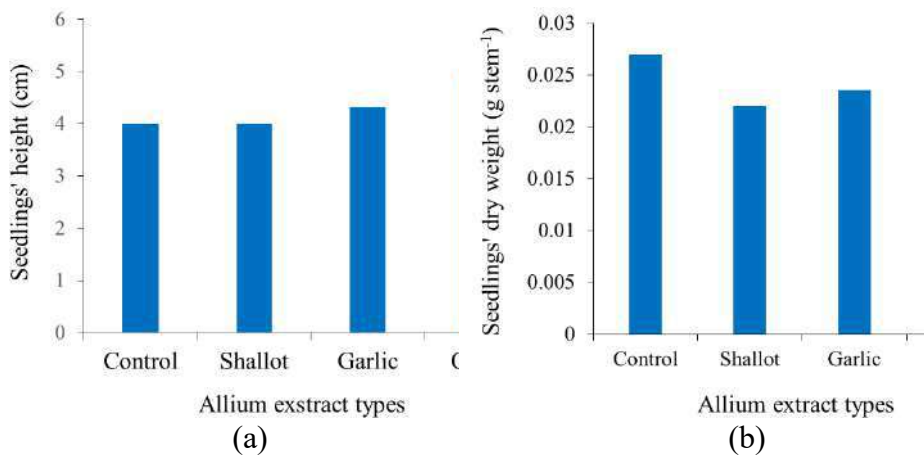 Seedlings' height (cm)
6
5
4
3
2
1
0
Control Shallot Garlic
Allium exstract types
(a)
Seedlings' dry weight (g stem⁻¹)
0.03
0.025
0.02
0.015
0.01
0.005
0
Control Shallot Garlic
Allium extract types
(b)